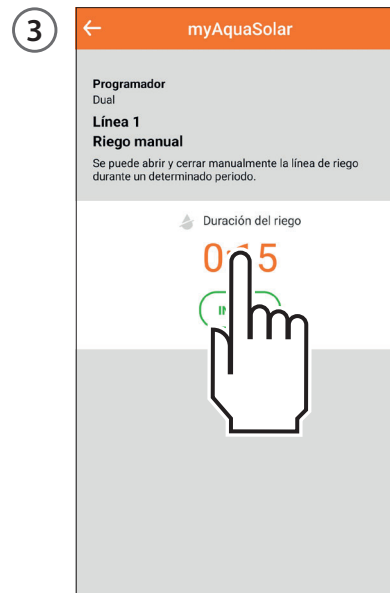 3
myAquaSolar
Programador
Dual
Línea 1
Riego manual
Se puede abrir y cerrar manualmente la línea de riego
durante un determinado periodo.
Duración del riego